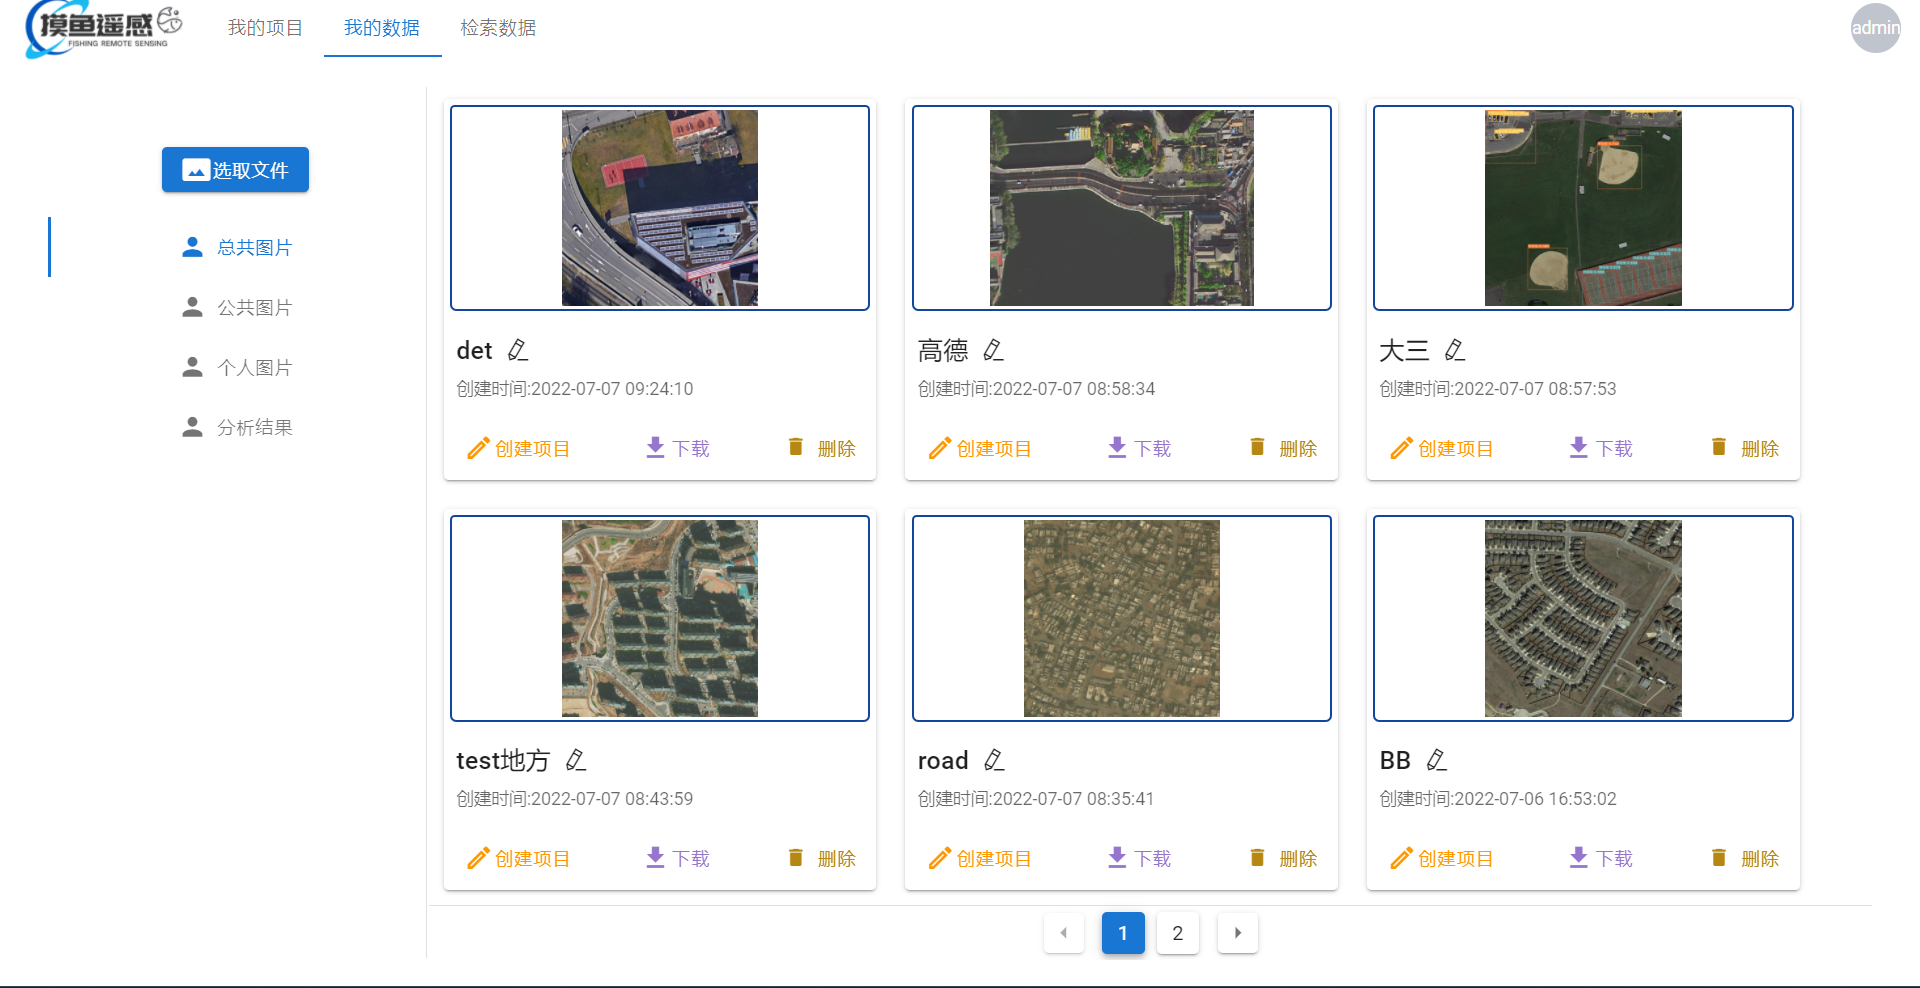 摸鱼遥感
FISHING REMOTE SENSING
我的项目 我的数据 检索数据
admin
选取文件
总共图片
公共图片
个人图片
分析结果
det 高德 大三
创建时间:2022-07-07 09:24:10 创建时间:2022-07-07 08:58:34 创建时间:2022-07-07 08:57:53
创建项目 下载 删除 创建项目 下载 删除 创建项目 下载 删除
test地方 road BB
创建时间:2022-07-07 08:43:59 创建时间:2022-07-07 08:35:41 创建时间:2022-07-06 16:53:02
创建项目 下载 删除 创建项目 下载 删除 创建项目 下载 删除
1 2